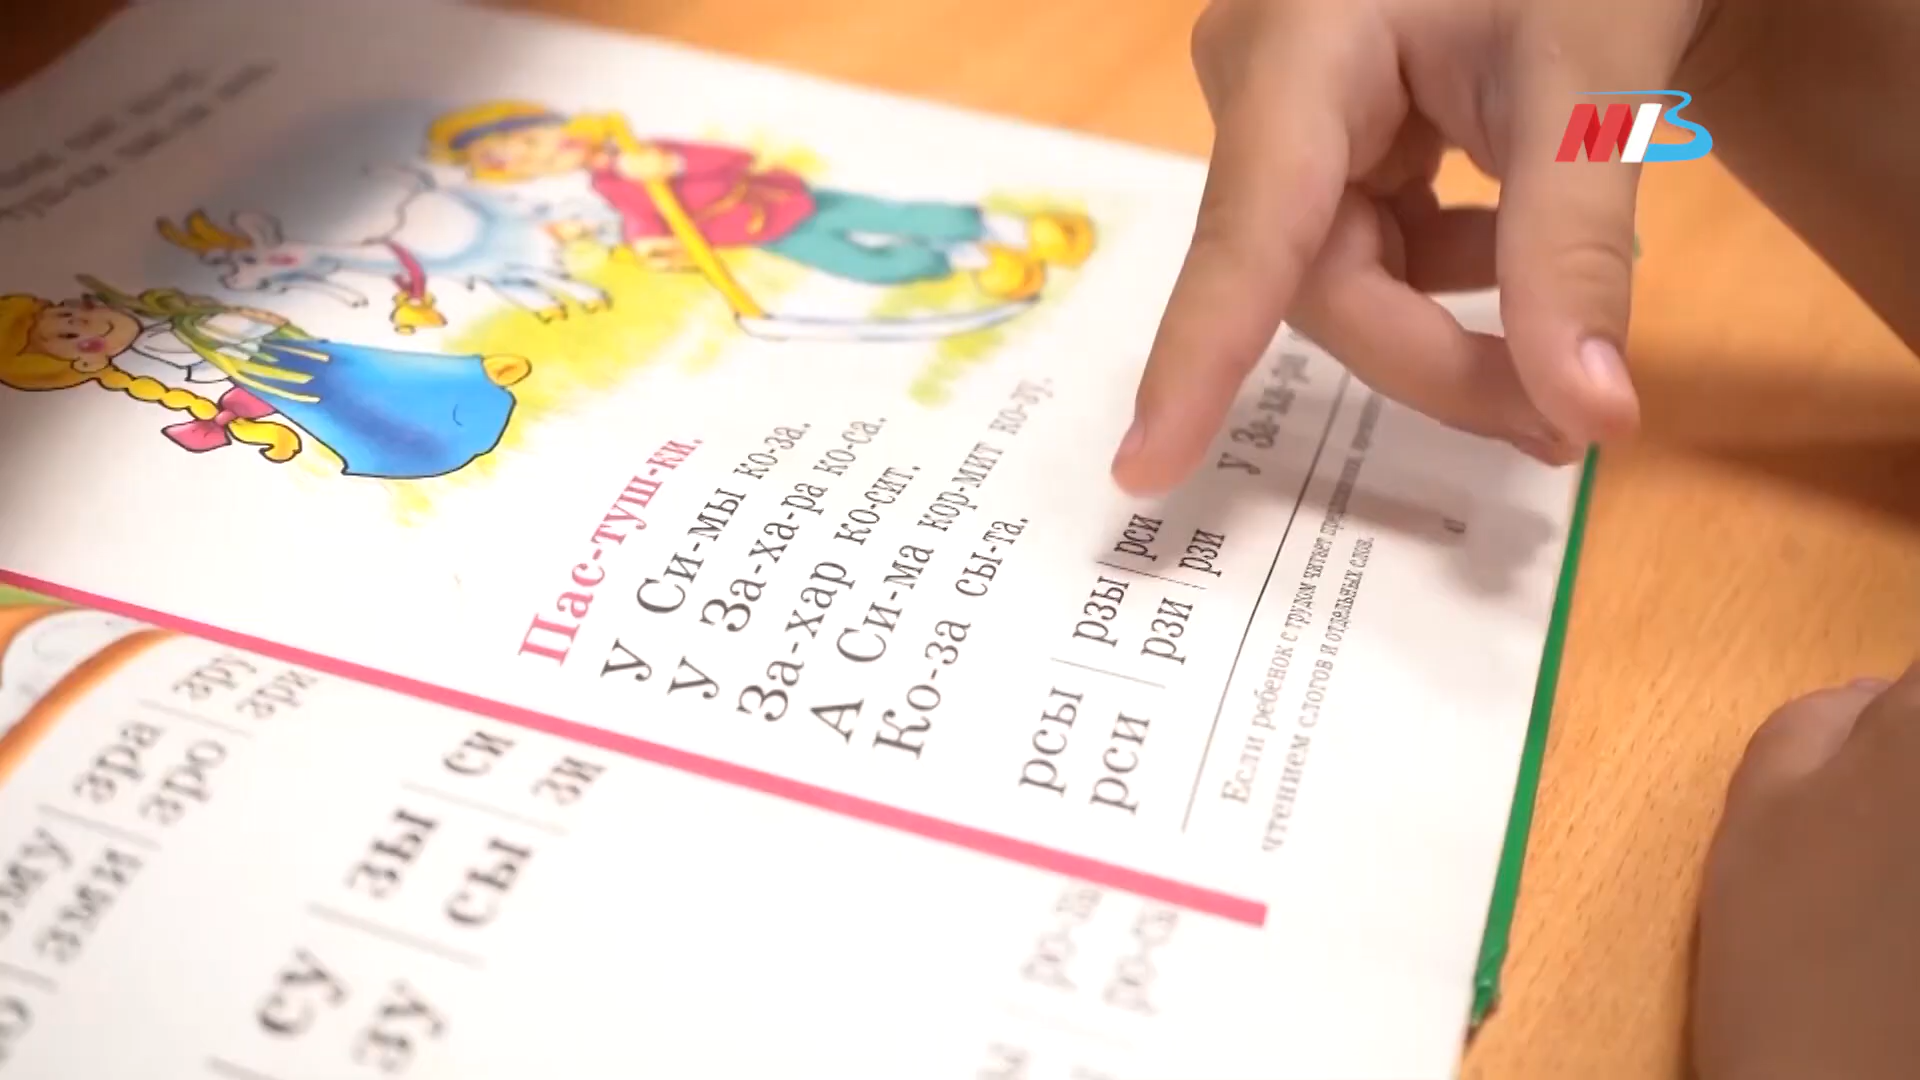 Пас-туш-ки.
У Си-мы ко-за.
У За-ха-ра ко-са.
За-хар ко-сит.
А Си-ма кор-мит ко-зу.
Ко-за сы-та.
рсы | рзы | рси
рси | рзи | рзи
У За-ха-ра
Если ребенок с трудом читает
чтением слогов и отдельных слов.
эра | эру
эро | эри
эми
су | зы | си
зу | сы | зи
МТВ